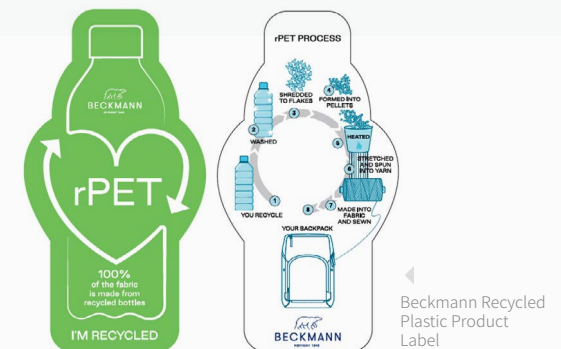 BECKMANN
rPET
100%
of the fabric
is made from
recycled bottles
I'M RECYCLED
rPET PROCESS
1
YOU RECYCLE
2
WASHED
3
SHREDDED
TO FLAKES
4
FORMED INTO
PELLETS
5
HEATED
6
STRETCHED
AND SPUN
INTO YARN
7
MADE INTO
FABRIC
AND SEWN
8
YOUR BACKPACK
BECKMANN
Beckmann Recycled
Plastic Product
Label